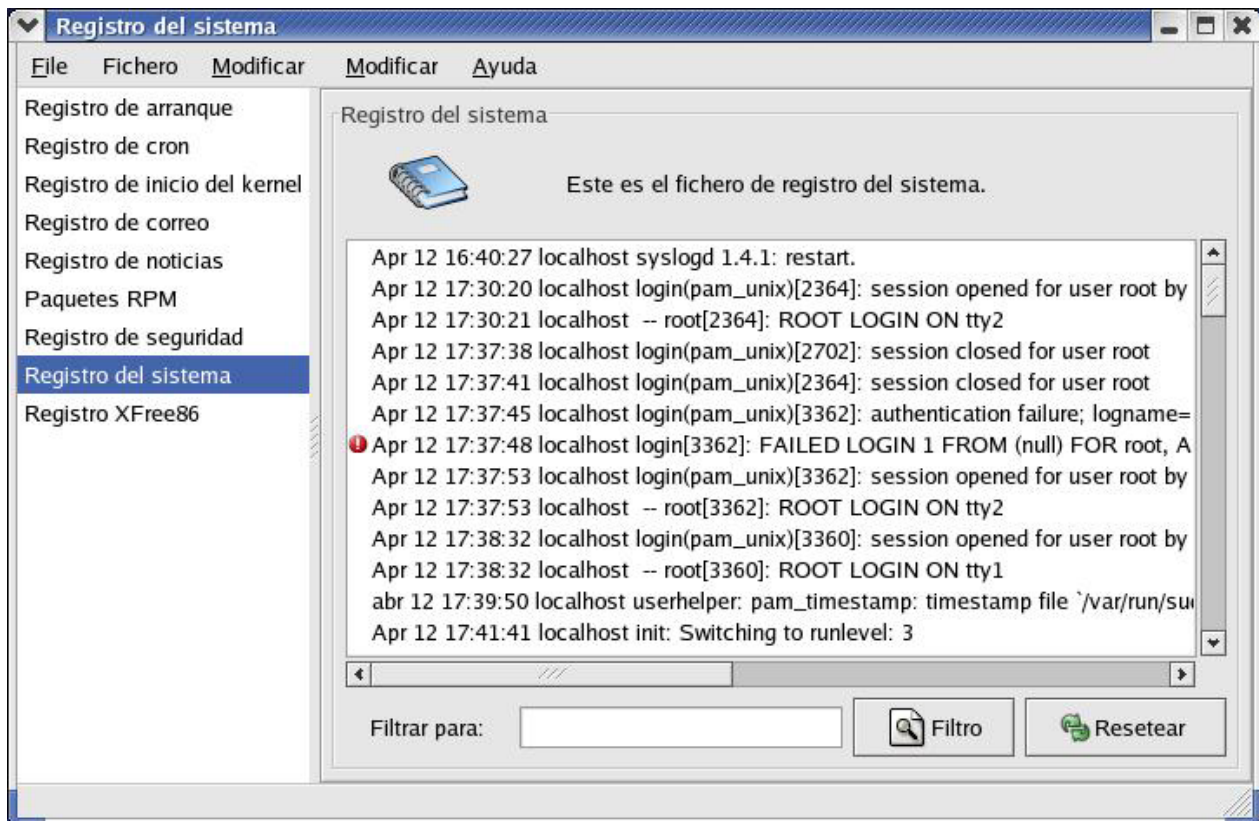 Registro del sistema
File Fichero Modificar Modificar Ayuda
Registro de arranque
Registro de cron
Registro de inicio del kernel
Registro de correo
Registro de noticias
Paquetes RPM
Registro de seguridad
Registro del sistema
Registro XFree86
Registro del sistema
Este es el fichero de registro del sistema.
Apr 12 16:40:27 localhost syslogd 1.4.1: restart.
Apr 12 17:30:20 localhost login(pam_unix)[2364]: session opened for user root by
Apr 12 17:30:21 localhost -- root[2364]: ROOT LOGIN ON tty2
Apr 12 17:37:38 localhost login(pam_unix)[2702]: session closed for user root
Apr 12 17:37:41 localhost login(pam_unix)[2364]: session closed for user root
Apr 12 17:37:45 localhost login(pam_unix)[3362]: authentication failure; logname=
Apr 12 17:37:48 localhost login[3362]: FAILED LOGIN 1 FROM (null) FOR root, A
Apr 12 17:37:53 localhost login(pam_unix)[3362]: session opened for user root by
Apr 12 17:37:53 localhost -- root[3362]: ROOT LOGIN ON tty2
Apr 12 17:38:32 localhost login(pam_unix)[3360]: session opened for user root by
Apr 12 17:38:32 localhost -- root[3360]: ROOT LOGIN ON tty1
abr 12 17:39:50 localhost userhelper: pam_timestamp: timestamp file `/var/run/su
Apr 12 17:41:41 localhost init: Switching to runlevel: 3
Filtrar para: Filtro Resetear